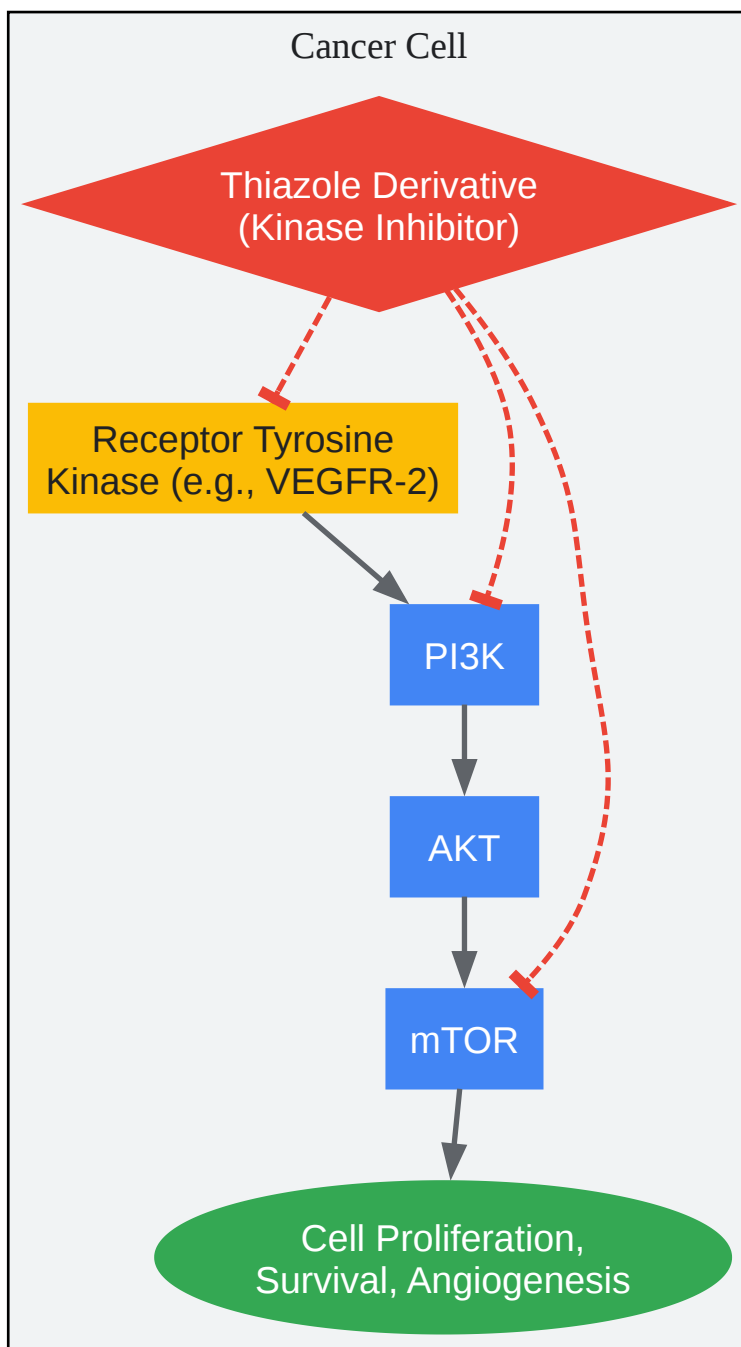 Cancer Cell
Thiazole Derivative
(Kinase Inhibitor)
Receptor Tyrosine
Kinase (e.g., VEGFR-2)
PI3K
AKT
mTOR
Cell Proliferation,
Survival, Angiogenesis